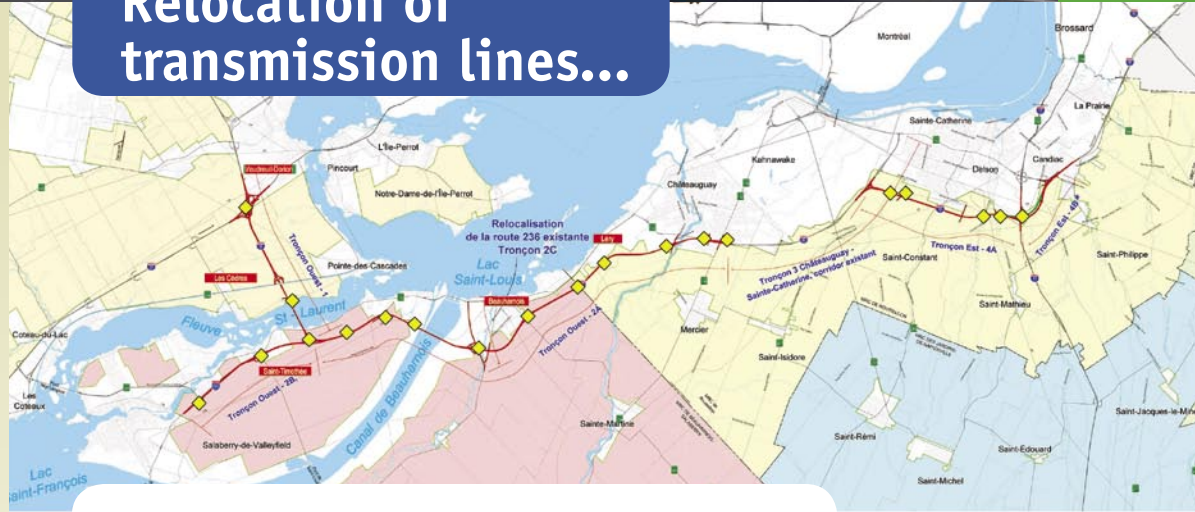 Relocation of
transmission lines...
Montréal
Brossard
La Prairie
Sainte-Catherine
L'Île-Perrot
Vaudreuil-Dorion
Pincourt
Kahnawake
Delson
Candiac
Châteauguay
Notre-Dame-de-l'Île-Perrot
Relocalisation
de la route 236 existante
Tronçon 2C
Léry
Tronçon Ouest - 1
Tronçon Est - 4B
Tronçon Est - 4A
Saint-Philippe
Saint-Constant
Tronçon 3 Châteauguay -
Sainte-Catherine, corridor existant
Pointe-des-Cascades
Lac
Saint-Louis
Les Cèdres
Beauharnois
Saint-Mathieu
Fleuve St-Laurent
Coteau-du-Lac
Mercier
Tronçon Ouest - 2A
Saint-Isidore
Saint-Timothée
Tronçon Ouest - 2B
Canal de Beauharnois
Les
Coteaux
Salaberry-de-Valleyfield
Sainte-Martine
Saint-Jacques-le-Min
Saint-Rémi
Saint-Édouard
Saint-Michel
Lac
Saint-François